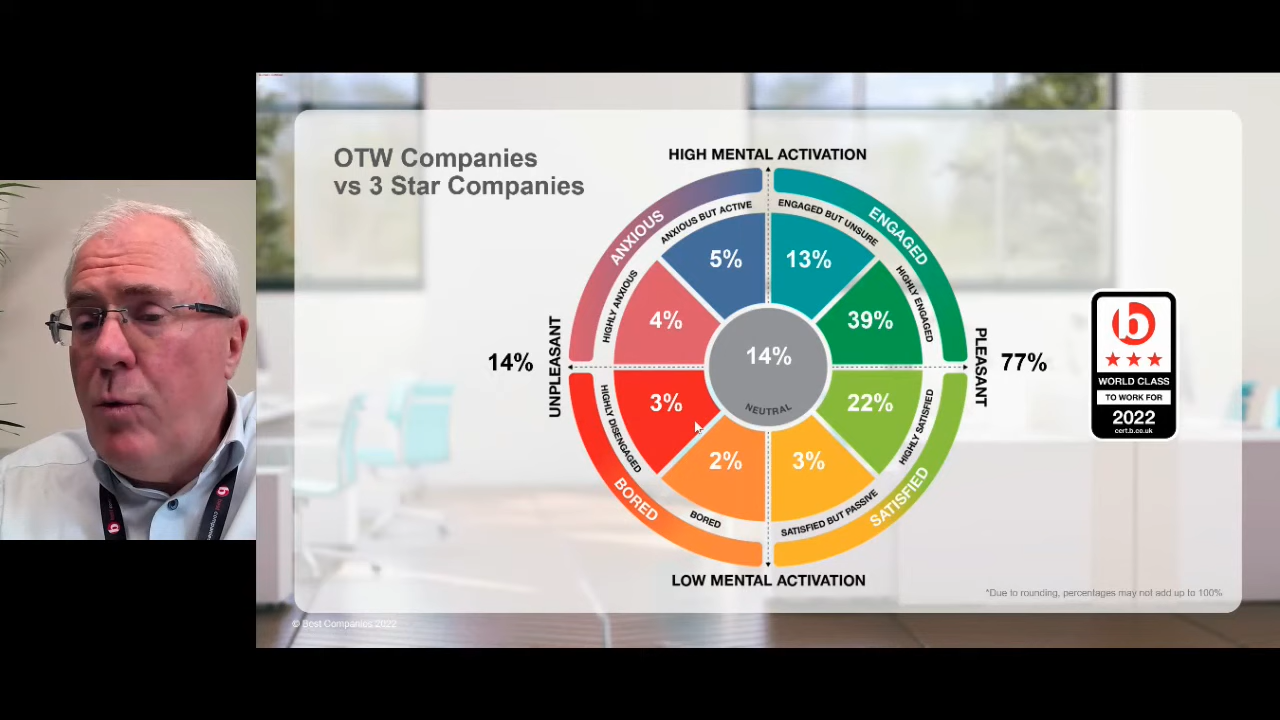 OTW Companies
vs 3 Star Companies
HIGH MENTAL ACTIVATION
ANXIOUS
ANXIOUS BUT ACTIVE
ENGAGED BUT UNSURE
ENGAGED
5%
13%
HIGHLY ANXIOUS
HIGHLY ENGAGED
4%
39%
14%
UNPLEASANT
14%
NEUTRAL
PLEASANT
77%
3%
22%
HIGHLY DISENGAGED
HIGHLY SATISFIED
2%
3%
BORED
BORED
SATISFIED BUT PASSIVE
SATISFIED
LOW MENTAL ACTIVATION
b
WORLD CLASS
TO WORK FOR
2022
cert.b.co.uk
*Due to rounding, percentages may not add up to 100%
© Best Companies 2022